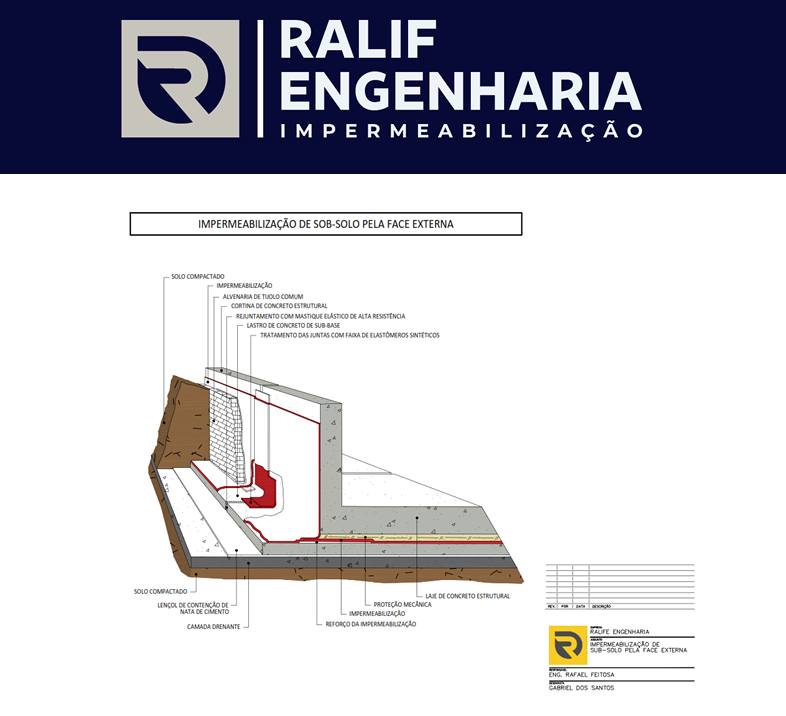 RALIF
ENGENHARIA
IMPERMEABILIZAÇÃO
IMPERMEABILIZAÇÃO DE SOB-SOLO PELA FACE EXTERNA
SOLO COMPACTADO
IMPERMEABILIZAÇÃO
ALVENARIA DE TIJOLO COMUM
CORTINA DE CONCRETO ESTRUTURAL
REJUNTAMENTO COM MASTIQUE ELÁSTICO DE ALTA RESISTÊNCIA
LASTRO DE CONCRETO DE SUB-BASE
TRATAMENTO DAS JUNTAS COM FAIXA DE ELASTÔMEROS SINTÉTICOS
SOLO COMPACTADO
LENÇOL DE CONTENÇÃO DE
NATA DE CIMENTO
CAMADA DRENANTE
LAJE DE CONCRETO ESTRUTURAL
PROTEÇÃO MECÂNICA
IMPERMEABILIZAÇÃO
REFORÇO DA IMPERMEABILIZAÇÃO
REV. POR DATA DESCRIÇÃO
RALIFE ENGENHARIA
IMPERMEABILIZAÇÃO DE
SUB-SOLO PELA FACE EXTERNA
ENG. RAFAEL FEITOSA
GABRIEL DOS SANTOS